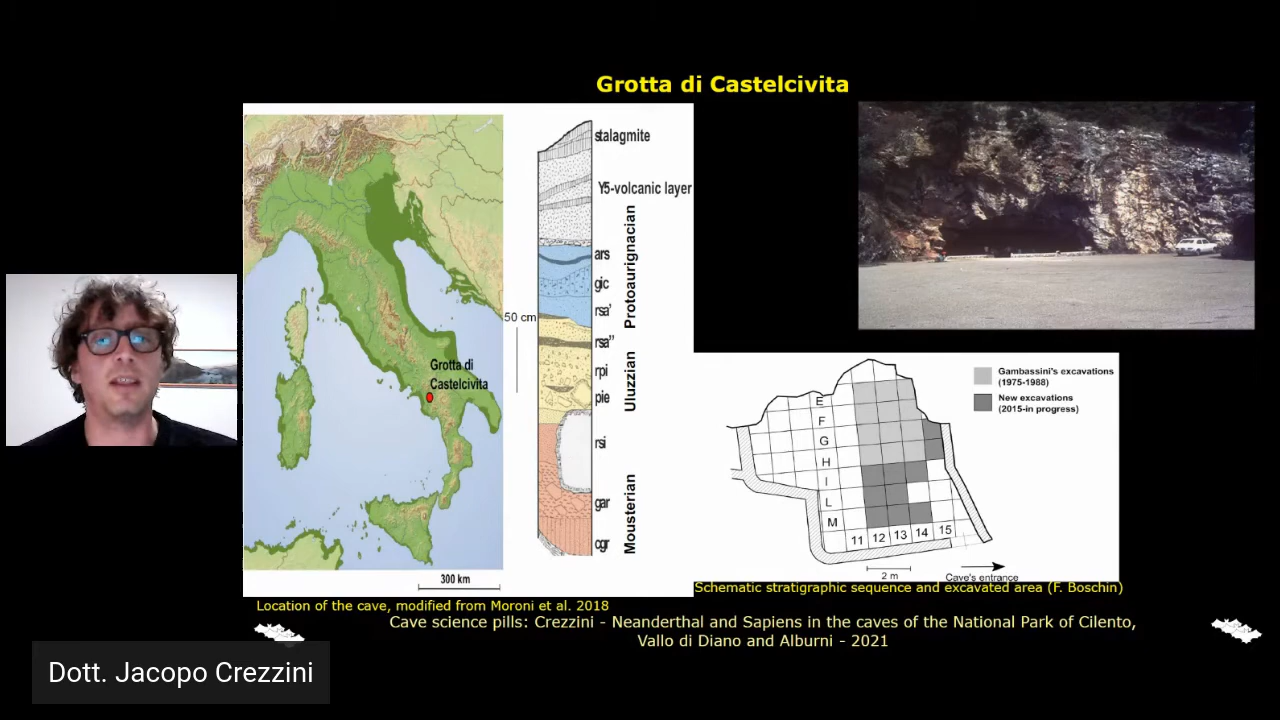 Grotta di Castelcivita
stalagmite
Y5-volcanic layer
ars
gic
rsa'
rsa''
rpi
pie
rsi
gar
cgr
Protoaurignacian
Uluzzian
Mousterian
50 cm
Grotta di
Castelcivita
300 km
Gambassini's excavations
(1975-1988)
New excavations
(2015-in progress)
E
F
G
H
I
L
M
11 12 13 14 15
2 m
Cave's entrance
Schematic stratigraphic sequence and excavated area (F. Boschin)
Location of the cave, modified from Moroni et al. 2018
Cave science pills: Crezzini - Neanderthal and Sapiens in the caves of the National Park of Cilento,
Vallo di Diano and Alburni - 2021
Dott. Jacopo Crezzini